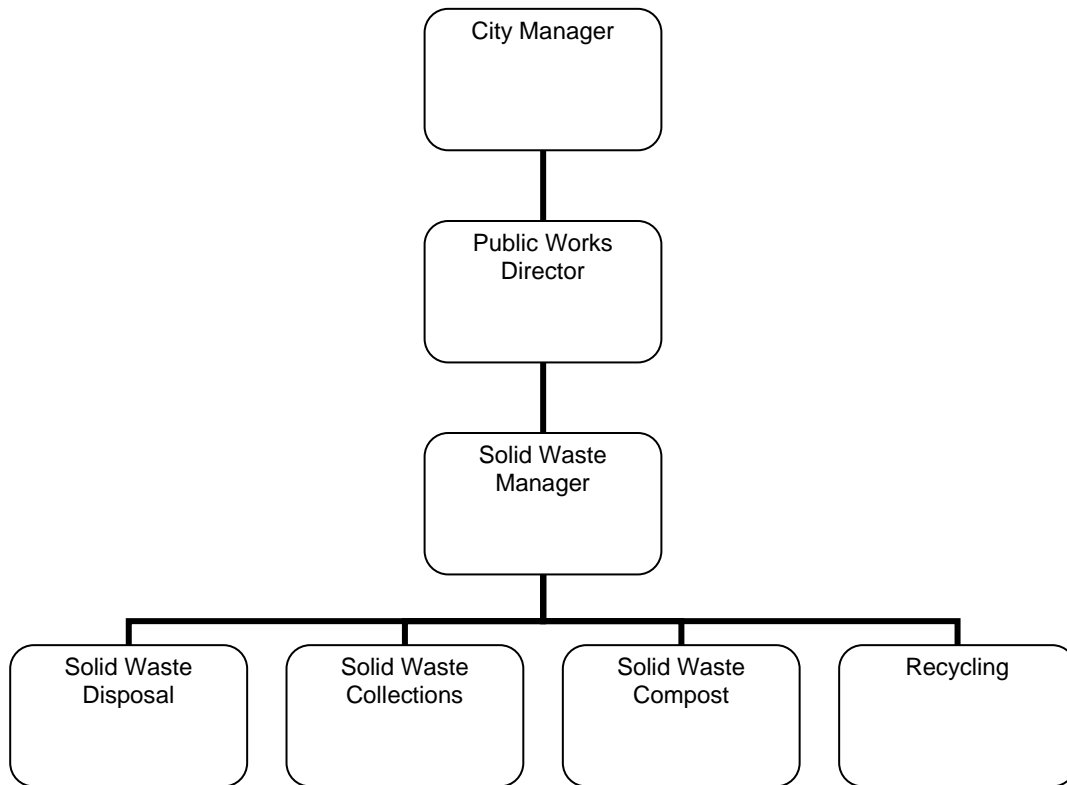 City Manager
Public Works
Director
Solid Waste
Manager
Solid Waste
Disposal
Solid Waste
Collections
Solid Waste
Compost
Recycling